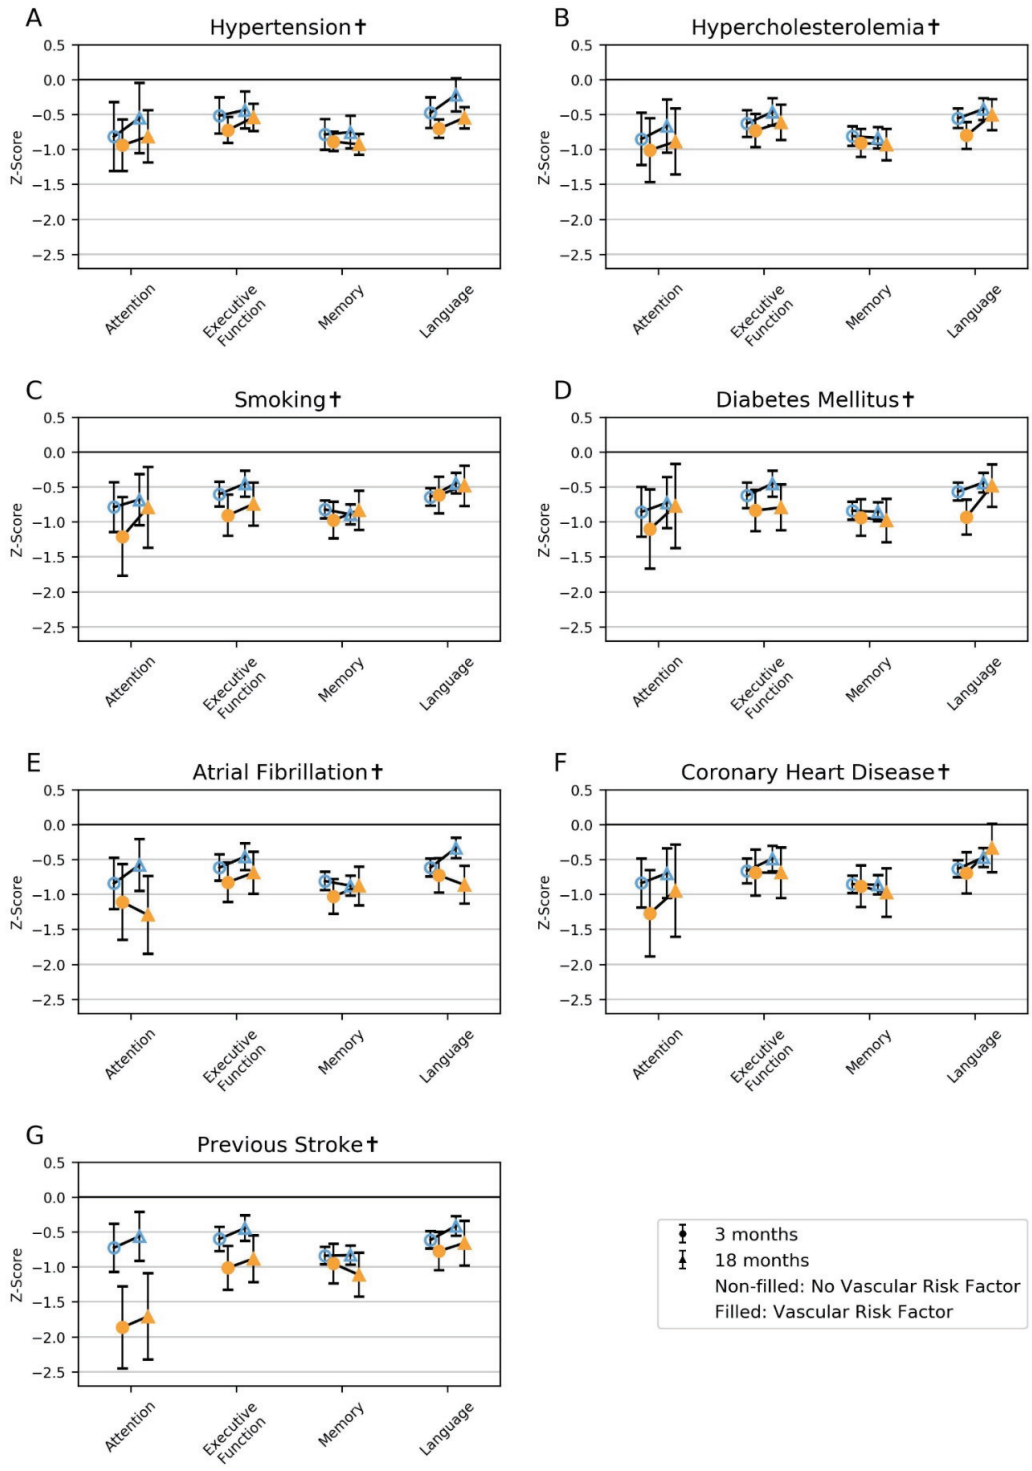 A
Hypertension✝
Z-Score
0.5
0.0
−0.5
−1.0
−1.5
−2.0
−2.5
Attention
Executive
Function
Memory
Language
B
Hypercholesterolemia✝
Z-Score
0.5
0.0
−0.5
−1.0
−1.5
−2.0
−2.5
Attention
Executive
Function
Memory
Language
C
Smoking✝
Z-Score
0.5
0.0
−0.5
−1.0
−1.5
−2.0
−2.5
Attention
Executive
Function
Memory
Language
D
Diabetes Mellitus✝
Z-Score
0.5
0.0
−0.5
−1.0
−1.5
−2.0
−2.5
Attention
Executive
Function
Memory
Language
E
Atrial Fibrillation✝
Z-Score
0.5
0.0
−0.5
−1.0
−1.5
−2.0
−2.5
Attention
Executive
Function
Memory
Language
F
Coronary Heart Disease✝
Z-Score
0.5
0.0
−0.5
−1.0
−1.5
−2.0
−2.5
Attention
Executive
Function
Memory
Language
G
Previous Stroke✝
Z-Score
0.5
0.0
−0.5
−1.0
−1.5
−2.0
−2.5
Attention
Executive
Function
Memory
Language
3 months
18 months
Non-filled: No Vascular Risk Factor
Filled: Vascular Risk Factor